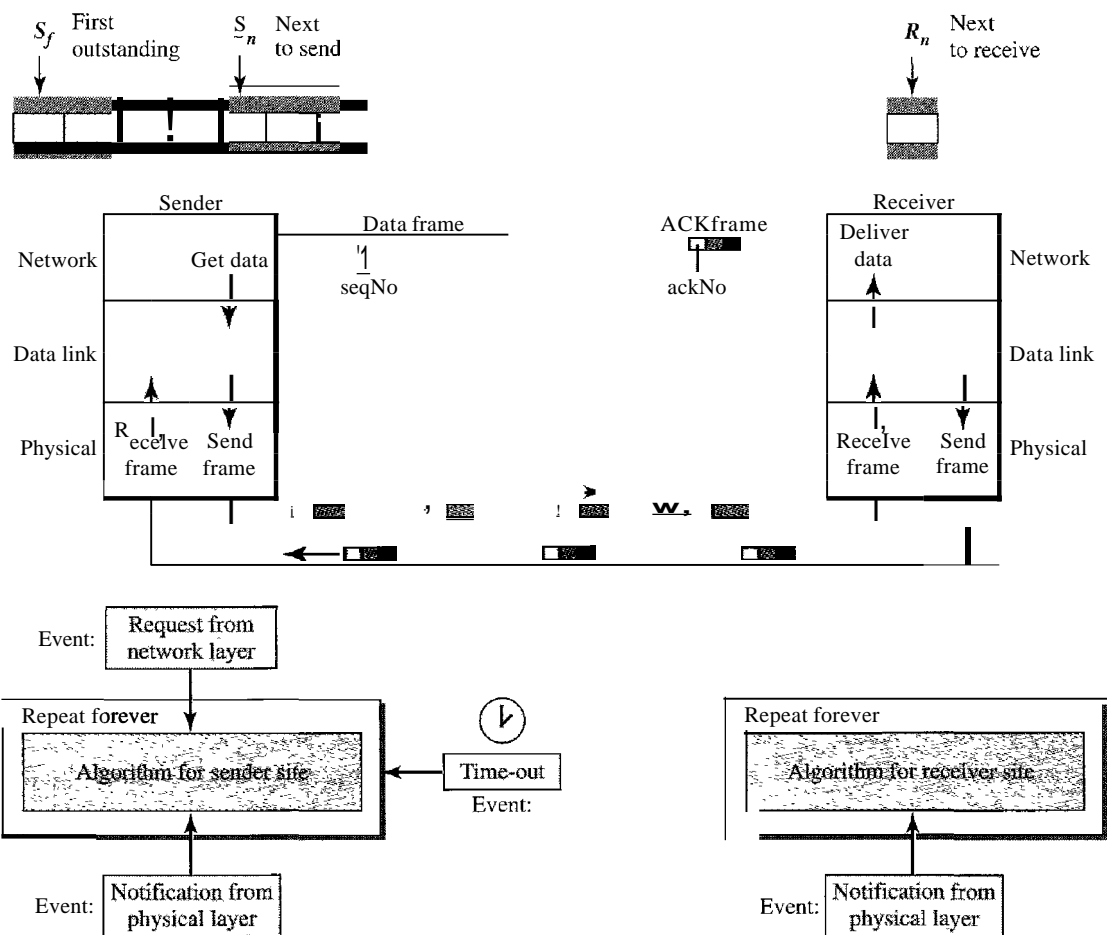 S_f First
outstanding
S_n Next
to send
R_n Next
to receive
Sender
Receiver
Data frame
seqNo
ACKframe
ackNo
Network
Get data
Deliver
data
Network
Data link
Data link
Physical
Receive
frame
Send
frame
ReceIve
frame
Send
frame
Physical
Event:
Request from
network layer
Repeat forever
Algorithm for sender site
Time-out
Event:
Event:
Notification from
physical layer
Repeat forever
Algorithm for receiver site
Event:
Notification from
physical layer